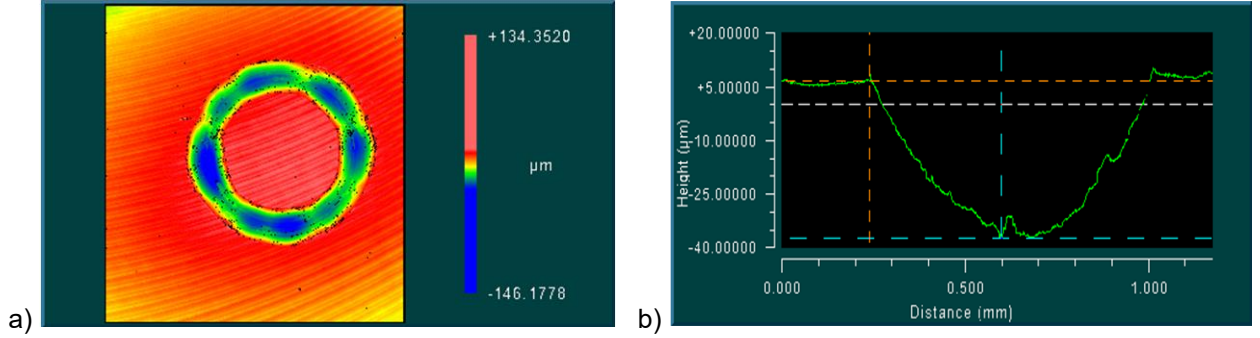 a)
+134.3520
µm
-146.1778
b)
+20.00000
+5.00000
-10.00000
-25.00000
-40.00000
Height (µm)
0.000
0.500
1.000
Distance (mm)